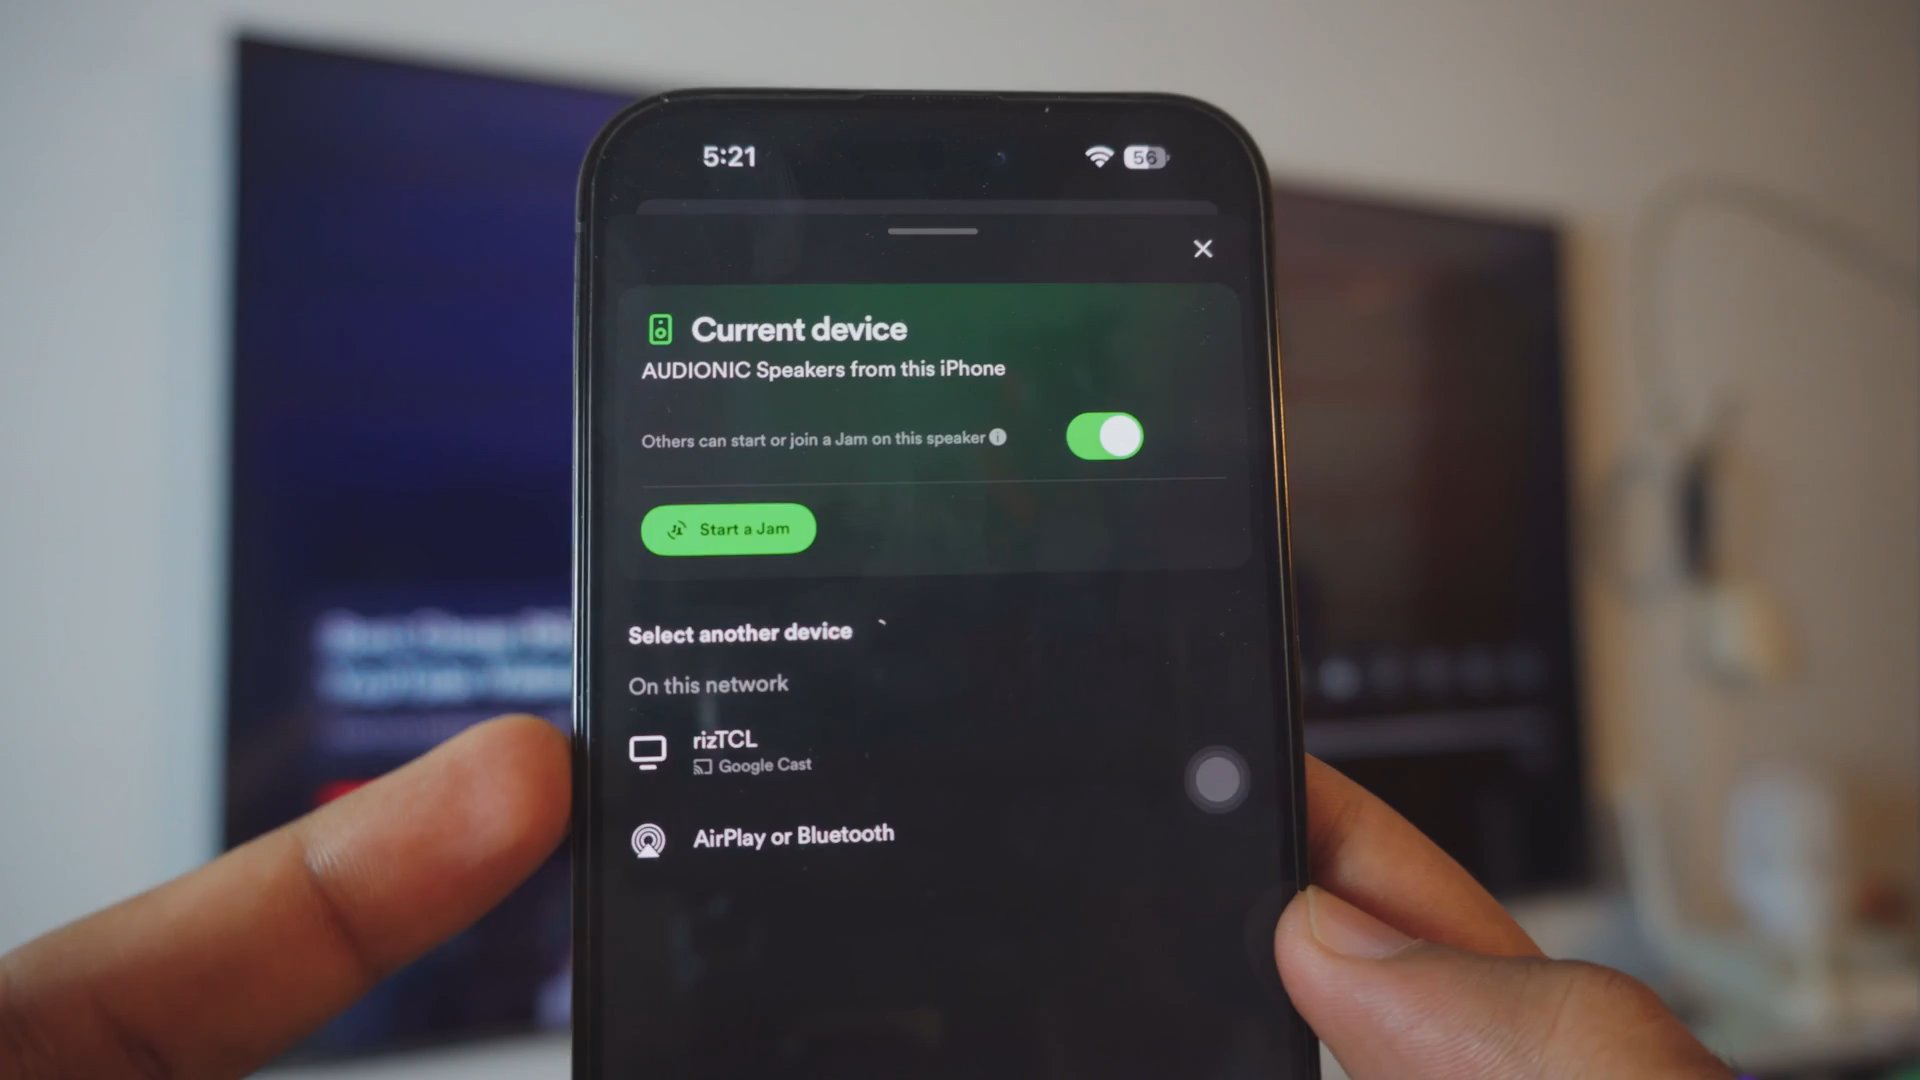 5:21
56
Current device
AUDIONIC Speakers from this iPhone
Others can start or join a Jam on this speaker
Start a Jam
Select another device
On this network
rizTCL
Google Cast
AirPlay or Bluetooth